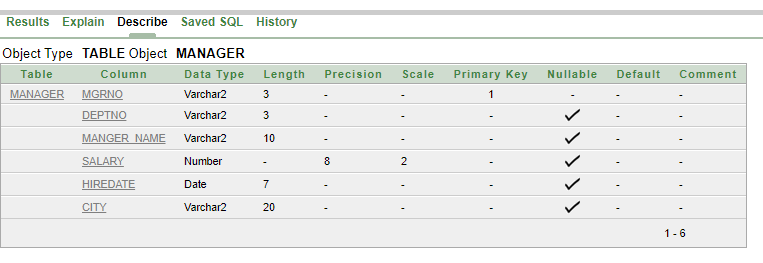 Results Explain Describe Saved SQL History
Object Type TABLE Object MANAGER
Table Column Data Type Length Precision Scale Primary Key Nullable Default Comment
MANAGER MGRNO Varchar2 3 - - 1 - - -
DEPTNO Varchar2 3 - - - ✓ - -
MANGER_NAME Varchar2 10 - - - ✓ - -
SALARY Number - 8 2 - ✓ - -
HIREDATE Date 7 - - - ✓ - -
CITY Varchar2 20 - - - ✓ - -
1 - 6